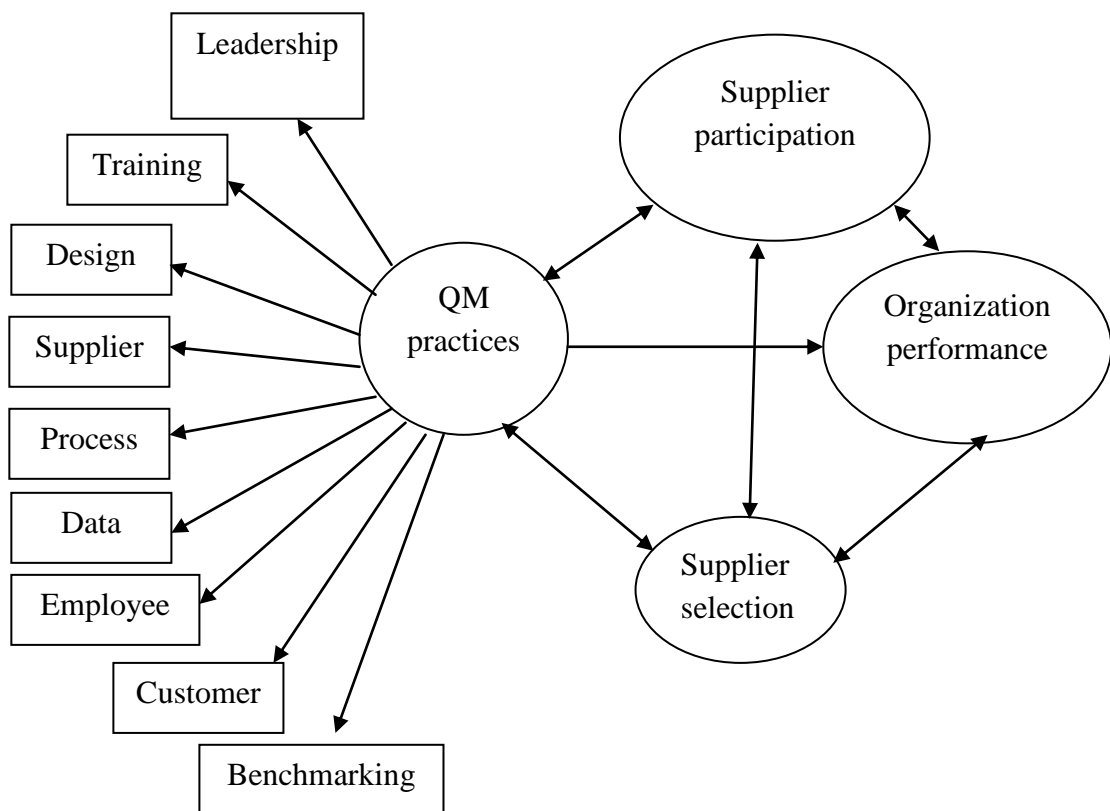 Leadership
Supplier
participation
Training
Design
QM
practices
Organization
performance
Supplier
Process
Data
Supplier
selection
Employee
Customer
Benchmarking